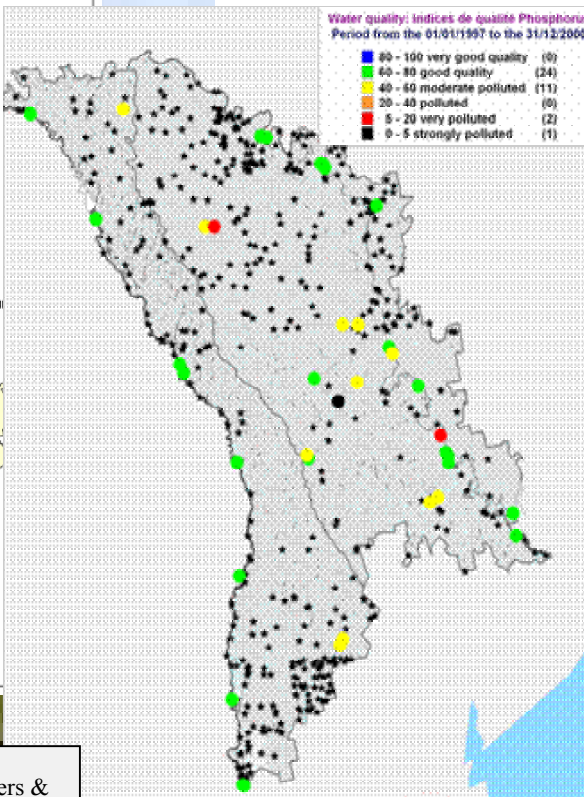 Water quality: Indices de qualité Phosphoru
Period from the 01/01/1997 to the 31/12/2000
80 - 100 very good quality (0)
60 - 80 good quality (24)
40 - 60 moderate polluted (11)
20 - 40 polluted (0)
5 - 20 very polluted (2)
0 - 5 strongly polluted (1)
ers &